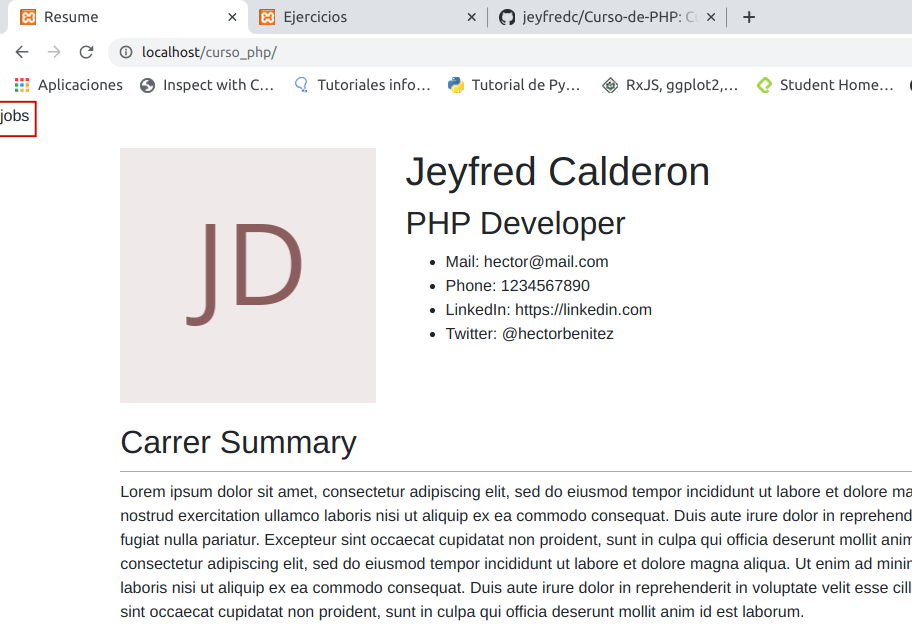 Resume
Ejercicios
jeyfredc/Curso-de-PHP: C
localhost/curso_php/
Aplicaciones
Inspect with C...
Tutoriales info...
Tutorial de Py...
RxJS, ggplot2,...
Student Home...
jobs
JD
Jeyfred Calderon
PHP Developer
Mail: hector@mail.com
Phone: 1234567890
LinkedIn: https://linkedin.com
Twitter: @hectorbenitez
Carrer Summary
Lorem ipsum dolor sit amet, consectetur adipiscing elit, sed do eiusmod tempor incididunt ut labore et dolore ma
nostrud exercitation ullamco laboris nisi ut aliquip ex ea commodo consequat. Duis aute irure dolor in reprehend
fugiat nulla pariatur. Excepteur sint occaecat cupidatat non proident, sunt in culpa qui officia deserunt mollit anim
consectetur adipiscing elit, sed do eiusmod tempor incididunt ut labore et dolore magna aliqua. Ut enim ad minim
laboris nisi ut aliquip ex ea commodo consequat. Duis aute irure dolor in reprehenderit in voluptate velit esse cill
sint occaecat cupidatat non proident, sunt in culpa qui officia deserunt mollit anim id est laborum.